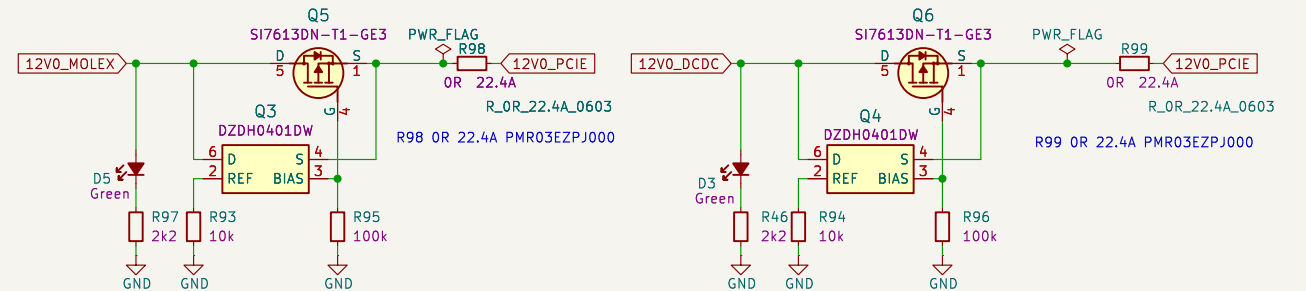 Q5
SI7613DN-T1-GE3
PWR_FLAG
R98
12V0_MOLEX
D
5
S
1
12V0_PCIE
0R 22.4A
G
4
R_0R_22.4A_0603
Q3
DZDH0401DW
R98 0R 22.4A PMR03EZPJ000
6
D
S
4
2
REF
BIAS
3
D5
Green
R97
2k2
R93
10k
R95
100k
GND
GND
GND
Q6
SI7613DN-T1-GE3
PWR_FLAG
R99
12V0_DCDC
D
5
S
1
12V0_PCIE
0R 22.4A
G
4
R_0R_22.4A_0603
Q4
DZDH0401DW
R99 0R 22.4A PMR03EZPJ000
6
D
S
4
2
REF
BIAS
3
D3
Green
R46
2k2
R94
10k
R96
100k
GND
GND
GND